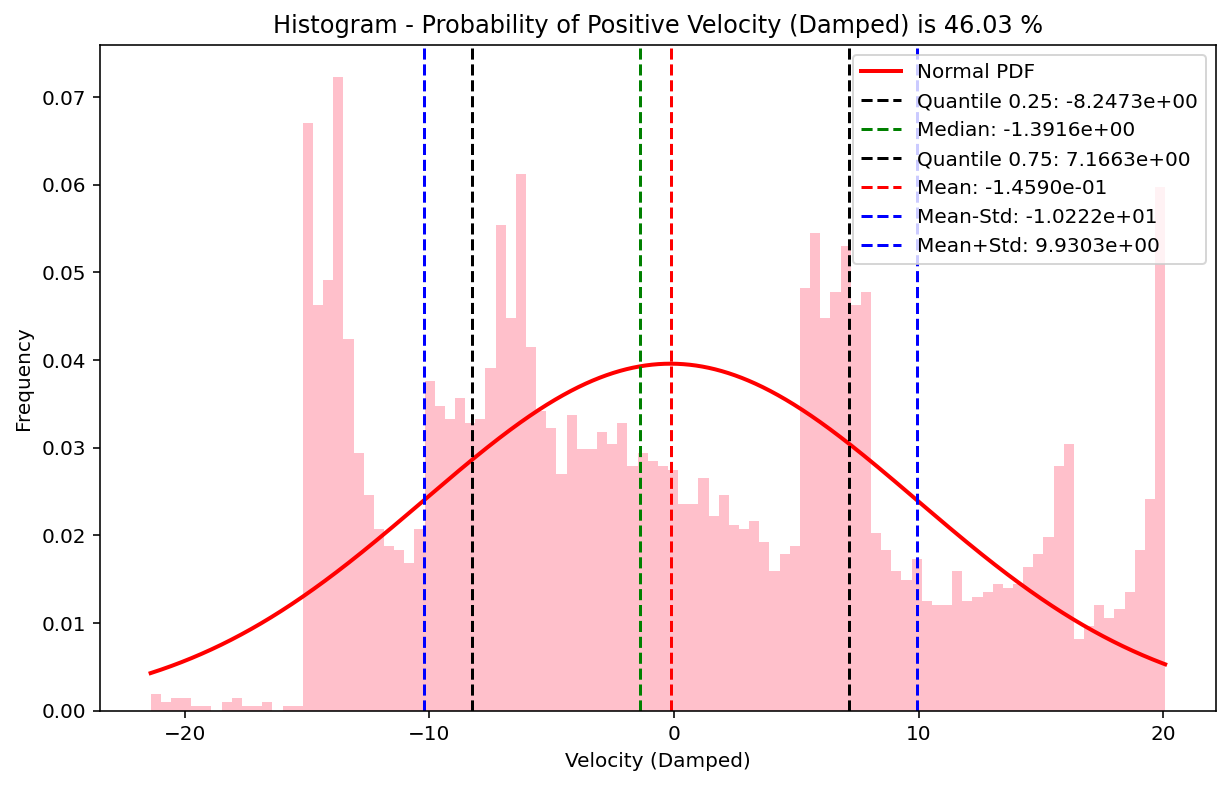 Histogram - Probability of Positive Velocity (Damped) is 46.03 %
Normal PDF
Quantile 0.25: -8.2473e+00
Median: -1.3916e+00
Quantile 0.75: 7.1663e+00
Mean: -1.4590e-01
Mean-Std: -1.0222e+01
Mean+Std: 9.9303e+00
Frequency
0.07
0.06
0.05
0.04
0.03
0.02
0.01
0.00
−20
−10
0
10
20
Velocity (Damped)